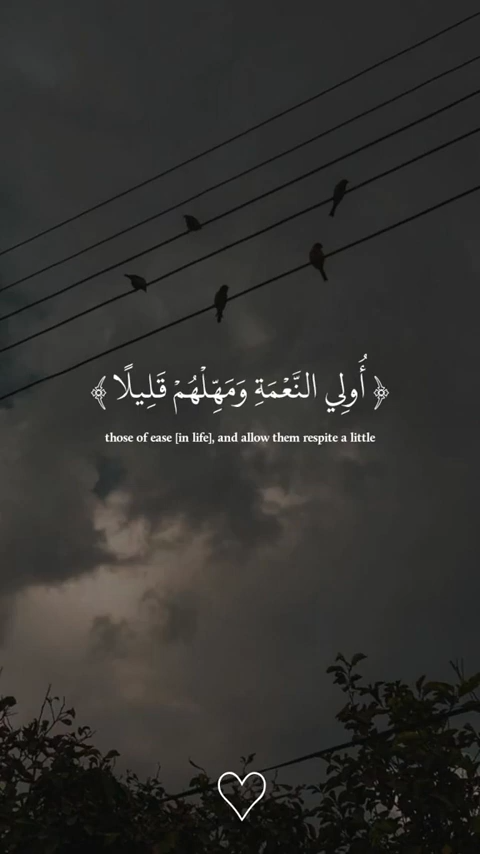 ﴿ أُولِي النَّعْمَةِ وَمَهِّلْهُمْ قَلِيلًا ﴾
those of ease [in life], and allow them respite a little